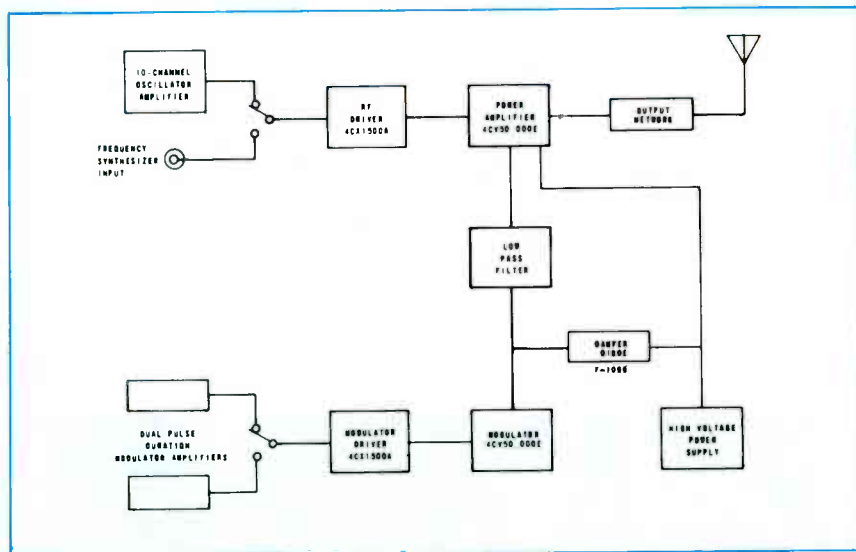 10-CHANNEL
OSCILLATOR
AMPLIFIER
RF
DRIVER
4CX1500A
POWER
AMPLIFIER
4CV50 000E
OUTPUT
NETWORK
FREQUENCY
SYNTHESIZER
INPUT
LOW
PASS
FILTER
DAMPER
DIODE
F-1086
DUAL PULSE
DURATION
MODULATOR AMPLIFIERS
MODULATOR
DRIVER
4CX1500A
MODULATOR
4CV50 000E
HIGH VOLTAGE
POWER
SUPPLY